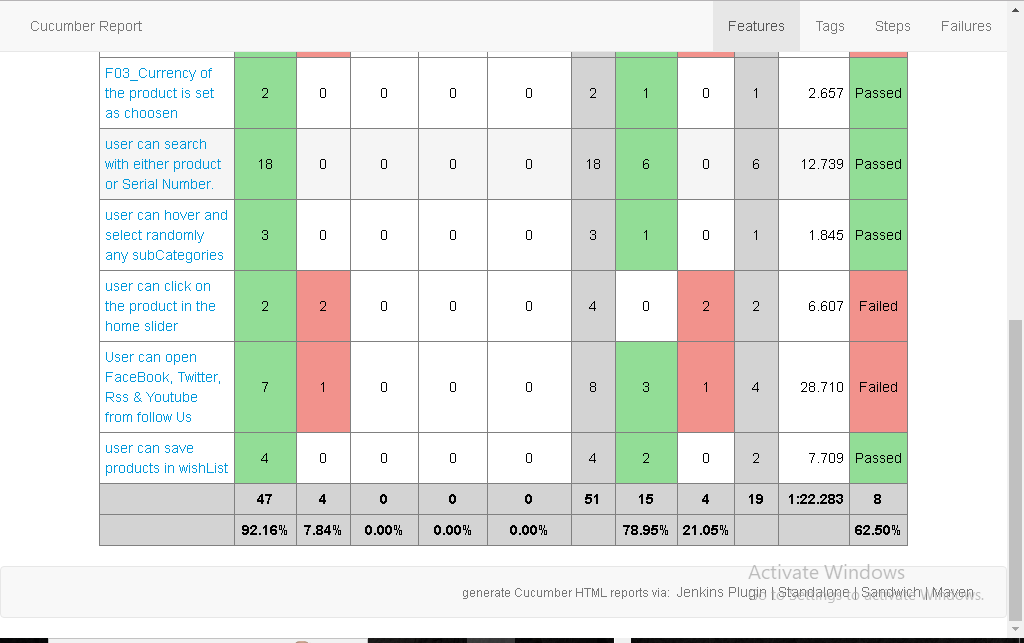 Cucumber Report Features Tags Steps Failures
F03_Currency of
the product is set
as choosen
2 0 0 0 0 2 1 0 1 2.657 Passed
user can search
with either product
or Serial Number.
18 0 0 0 0 18 6 0 6 12.739 Passed
user can hover and
select randomly
any subCategories
3 0 0 0 0 3 1 0 1 1.845 Passed
user can click on
the product in the
home slider
2 2 0 0 0 4 0 2 2 6.607 Failed
User can open
FaceBook, Twitter,
Rss & Youtube
from follow Us
7 1 0 0 0 8 3 1 4 28.710 Failed
user can save
products in wishList
4 0 0 0 0 4 2 0 2 7.709 Passed
47 4 0 0 0 51 15 4 19 1:22.283 8
92.16% 7.84% 0.00% 0.00% 0.00% 78.95% 21.05% 62.50%
Activate Windows
generate Cucumber HTML reports via: Jenkins Plugin | Standalone | Sandwich | Maven
Go to Settings to activate Windows.